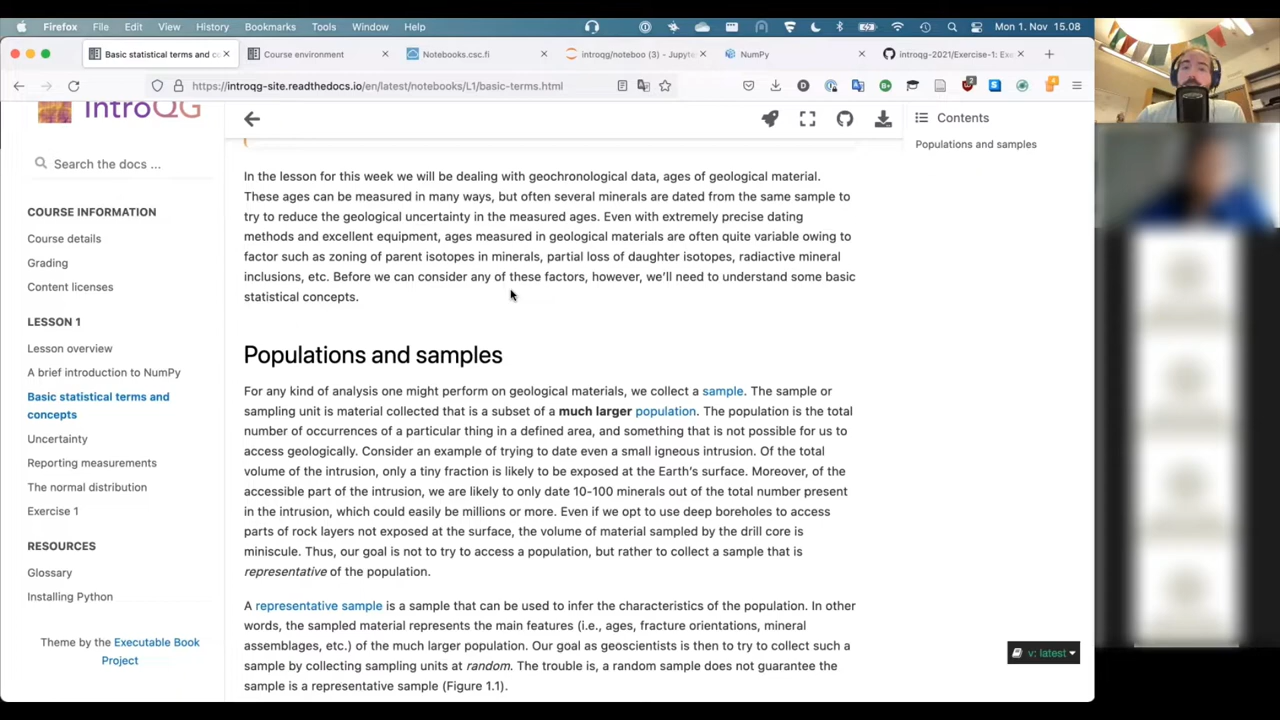 Firefox File Edit View History Bookmarks Tools Window Help Mon 1. Nov 15.08
Basic statistical terms and co Course environment Notebooks.csc.fi introqg/noteboo (3) - Jupyte NumPy introqg-2021/Exercise-1: Exe
https://introqg-site.readthedocs.io/en/latest/notebooks/L1/basic-terms.html
IntroQG
Search the docs ...
COURSE INFORMATION
Course details
Grading
Content licenses
LESSON 1
Lesson overview
A brief introduction to NumPy
Basic statistical terms and
concepts
Uncertainty
Reporting measurements
The normal distribution
Exercise 1
RESOURCES
Glossary
Installing Python
Theme by the Executable Book
Project
In the lesson for this week we will be dealing with geochronological data, ages of geological material.
These ages can be measured in many ways, but often several minerals are dated from the same sample to
try to reduce the geological uncertainty in the measured ages. Even with extremely precise dating
methods and excellent equipment, ages measured in geological materials are often quite variable owing to
factor such as zoning of parent isotopes in minerals, partial loss of daughter isotopes, radiactive mineral
inclusions, etc. Before we can consider any of these factors, however, we'll need to understand some basic
statistical concepts.
Populations and samples
For any kind of analysis one might perform on geological materials, we collect a sample. The sample or
sampling unit is material collected that is a subset of a much larger population. The population is the total
number of occurrences of a particular thing in a defined area, and something that is not possible for us to
access geologically. Consider an example of trying to date even a small igneous intrusion. Of the total
volume of the intrusion, only a tiny fraction is likely to be exposed at the Earth's surface. Moreover, of the
accessible part of the intrusion, we are likely to only date 10-100 minerals out of the total number present
in the intrusion, which could easily be millions or more. Even if we opt to use deep boreholes to access
parts of rock layers not exposed at the surface, the volume of material sampled by the drill core is
miniscule. Thus, our goal is not to try to access a population, but rather to collect a sample that is
representative of the population.
A representative sample is a sample that can be used to infer the characteristics of the population. In other
words, the sampled material represents the main features (i.e., ages, fracture orientations, mineral
assemblages, etc.) of the much larger population. Our goal as geoscientists is then to try to collect such a
sample by collecting sampling units at random. The trouble is, a random sample does not guarantee the
sample is a representative sample (Figure 1.1).
Contents
Populations and samples
v: latest